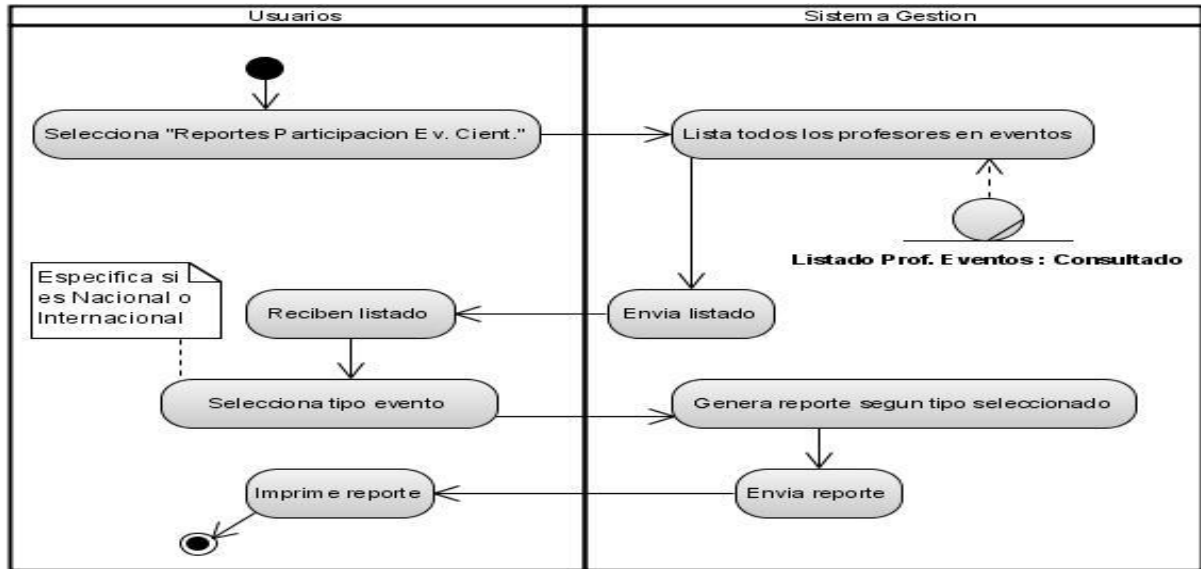 Usuarios
Sistema Gestion
Selecciona "Reportes Participacion Ev. Cient."
Lista todos los profesores en eventos
Listado Prof. Eventos : Consultado
Especifica si
es Nacional o
Internacional
Reciben listado
Envia listado
Selecciona tipo evento
Genera reporte segun tipo seleccionado
Imprime reporte
Envia reporte